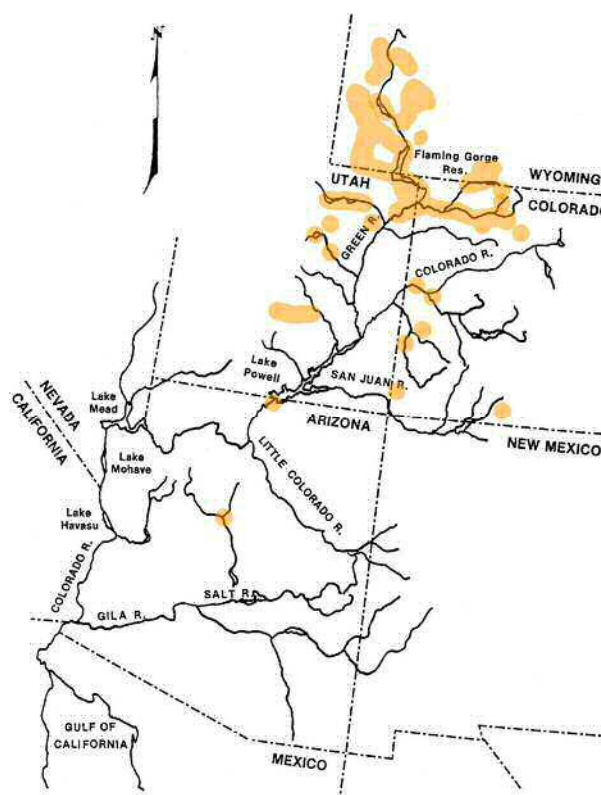 N
Flaming Gorge
Res.
WYOMING
UTAH
COLORADO
GREEN R.
COLORADO R.
Lake
Powell
SAN JUAN R.
NEVADA
CALIFORNIA
Lake
Mead
ARIZONA
NEW MEXICO
Lake
Mohave
LITTLE COLORADO R.
Lake
Havasu
COLORADO R.
SALT R.
GILA R.
GULF OF
CALIFORNIA
MEXICO